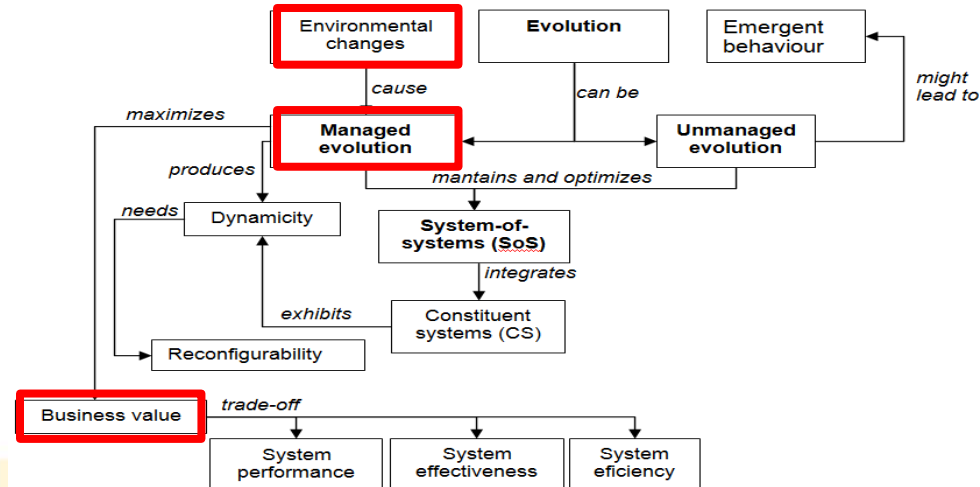 Environmental
changes
Evolution
Emergent
behaviour
cause
can be
might
lead to
maximizes
Managed
evolution
Unmanaged
evolution
produces
mantains and optimizes
needs
Dynamicity
System-of-
systems (SoS)
integrates
exhibits
Constituent
systems (CS)
Reconfigurability
Business value
trade-off
System
performance
System
effectiveness
System
eficiency